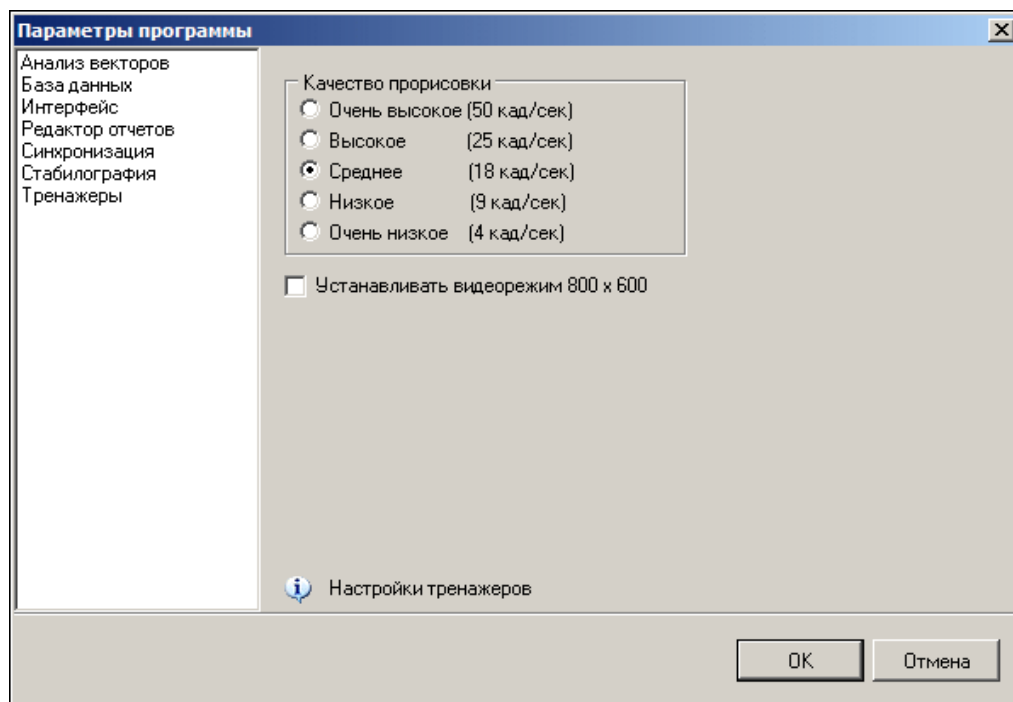 Параметры программы
Анализ векторов
База данных
Интерфейс
Редактор отчетов
Синхронизация
Стабилография
Тренажеры
Качество прорисовки
Очень высокое (50 кад/сек)
Высокое (25 кад/сек)
Среднее (18 кад/сек)
Низкое (9 кад/сек)
Очень низкое (4 кад/сек)
Устанавливать видеорежим 800 x 600
Настройки тренажеров
OK Отмена